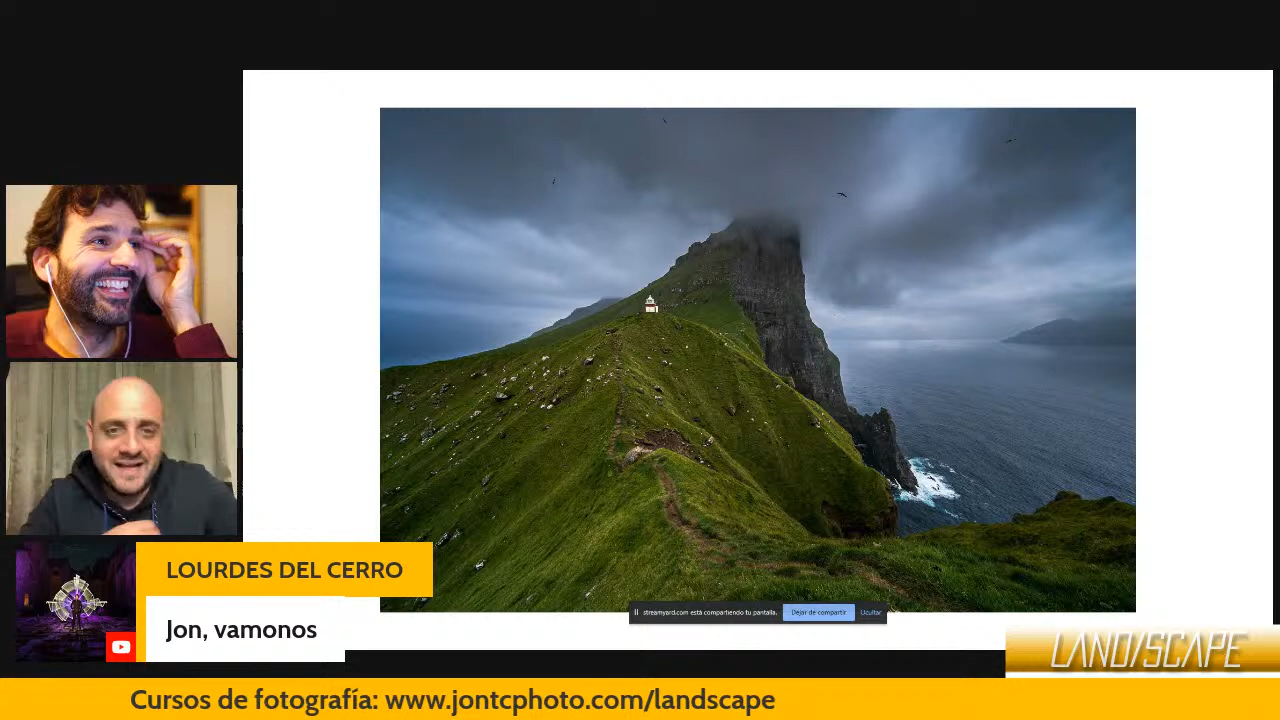 LOURDES DEL CERRO
Jon, vamonos
streamyard.com está compartiendo tu pantalla. Dejar de compartir Ocultar
LAND/SCAPE
Cursos de fotografía: www.jontcphoto.com/landscape